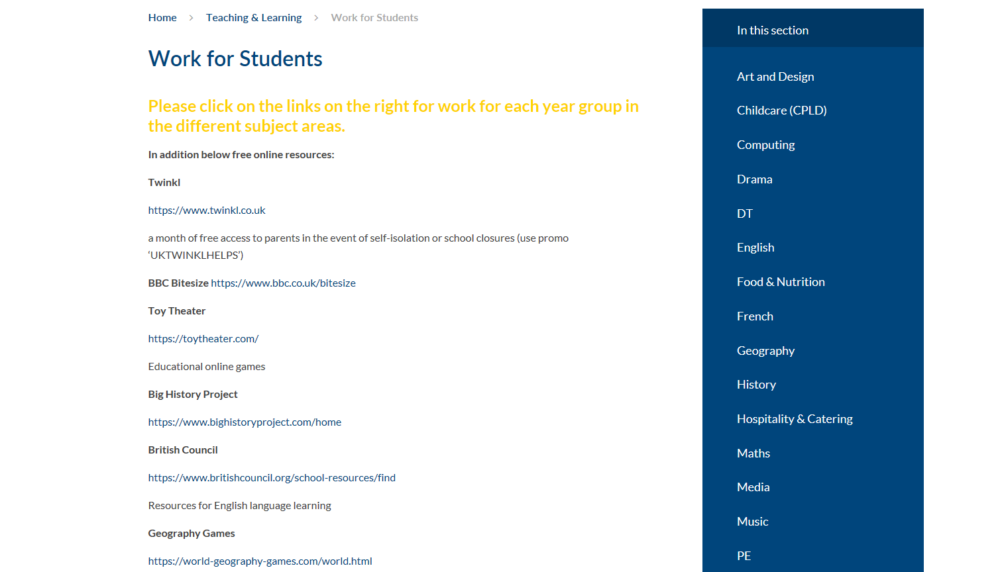 Home > Teaching & Learning > Work for Students
Work for Students
Please click on the links on the right for work for each year group in
the different subject areas.
In addition below free online resources:
Twinkl
https://www.twinkl.co.uk
a month of free access to parents in the event of self-isolation or school closures (use promo
‘UKTWINKLHELPS’)
BBC Bitesize https://www.bbc.co.uk/bitesize
Toy Theater
https://toytheater.com/
Educational online games
Big History Project
https://www.bighistoryproject.com/home
British Council
https://www.britishcouncil.org/school-resources/find
Resources for English language learning
Geography Games
https://world-geography-games.com/world.html
In this section
Art and Design
Childcare (CPLD)
Computing
Drama
DT
English
Food & Nutrition
French
Geography
History
Hospitality & Catering
Maths
Media
Music
PE